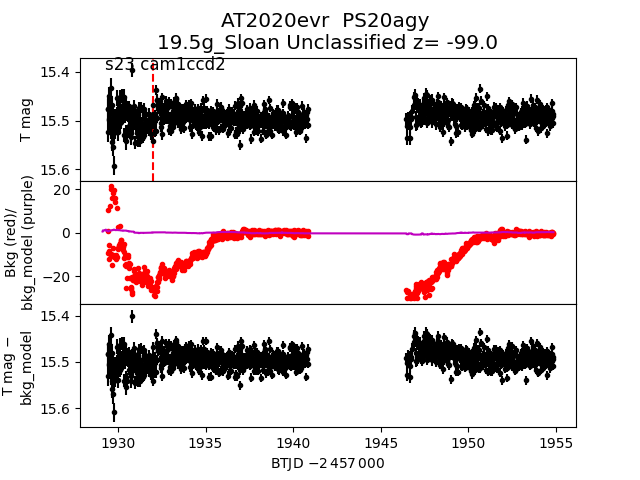 AT2020evr  PS20agy
19.5g_Sloan Unclassified z= -99.0
s23 cam1ccd2
15.4
15.5
15.6
T mag
20
0
−20
Bkg (red)/
bkg_model (purple)
15.4
15.5
15.6
T mag −
bkg_model
1930
1935
1940
1945
1950
1955
BTJD −2 457 000